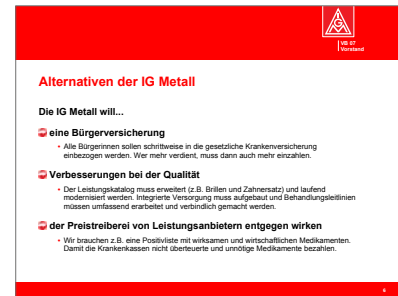 VB 07
Vorstand
Alternativen der IG Metall
Die IG Metall will...
eine Bürgerversicherung
• Alle Bürgerinnen sollen schrittweise in die gesetzliche Krankenversicherung
einbezogen werden. Wer mehr verdient, muss dann auch mehr einzahlen.
Verbesserungen bei der Qualität
• Der Leistungskatalog muss erweitert (z.B. Brillen und Zahnersatz) und laufend
modernisiert werden. Integrierte Versorgung muss aufgebaut und Behandlungsleitlinien
müssen umfassend erarbeitet und verbindlich gemacht werden.
der Preistreiberei von Leistungsanbietern entgegen wirken
• Wir brauchen z.B. eine Positivliste mit wirksamen und wirtschaftlichen Medikamenten.
Damit die Krankenkassen nicht überteuerte und unnötige Medikamente bezahlen.
6